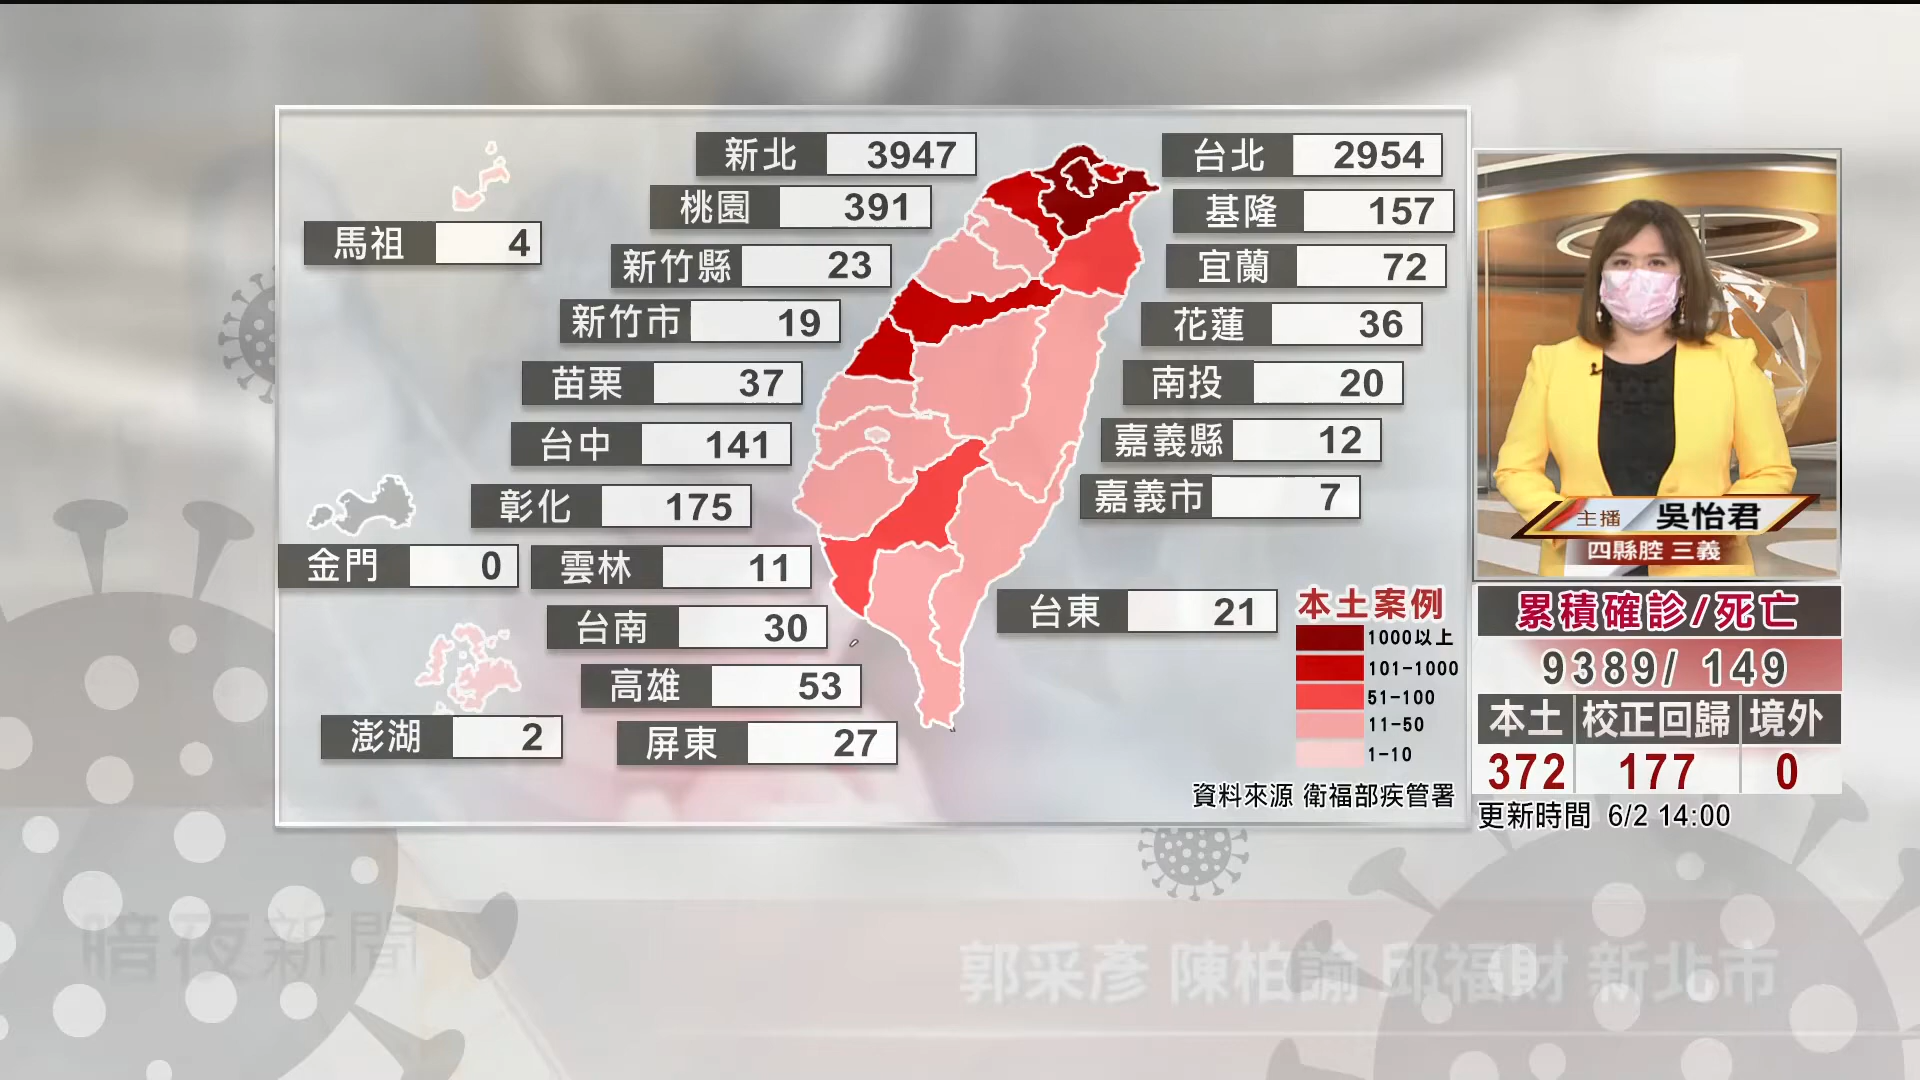 新北 3947
台北 2954
桃園 391
基隆 157
馬祖 4
新竹縣 23
宜蘭 72
新竹市 19
花蓮 36
苗栗 37
南投 20
台中 141
嘉義縣 12
彰化 175
嘉義市 7
金門 0
雲林 11
台南 30
台東 21
高雄 53
澎湖 2
屏東 27
本土案例
1000以上
101-1000
51-100
11-50
1-10
資料來源 衛福部疾管署
主播 吳怡君
四縣腔 三義
累積確診/死亡
9389/ 149
本土 校正回歸 境外
372 177 0
更新時間 6/2 14:00
暗夜新聞
郭采彥 陳柏諭 邱福財 新北市